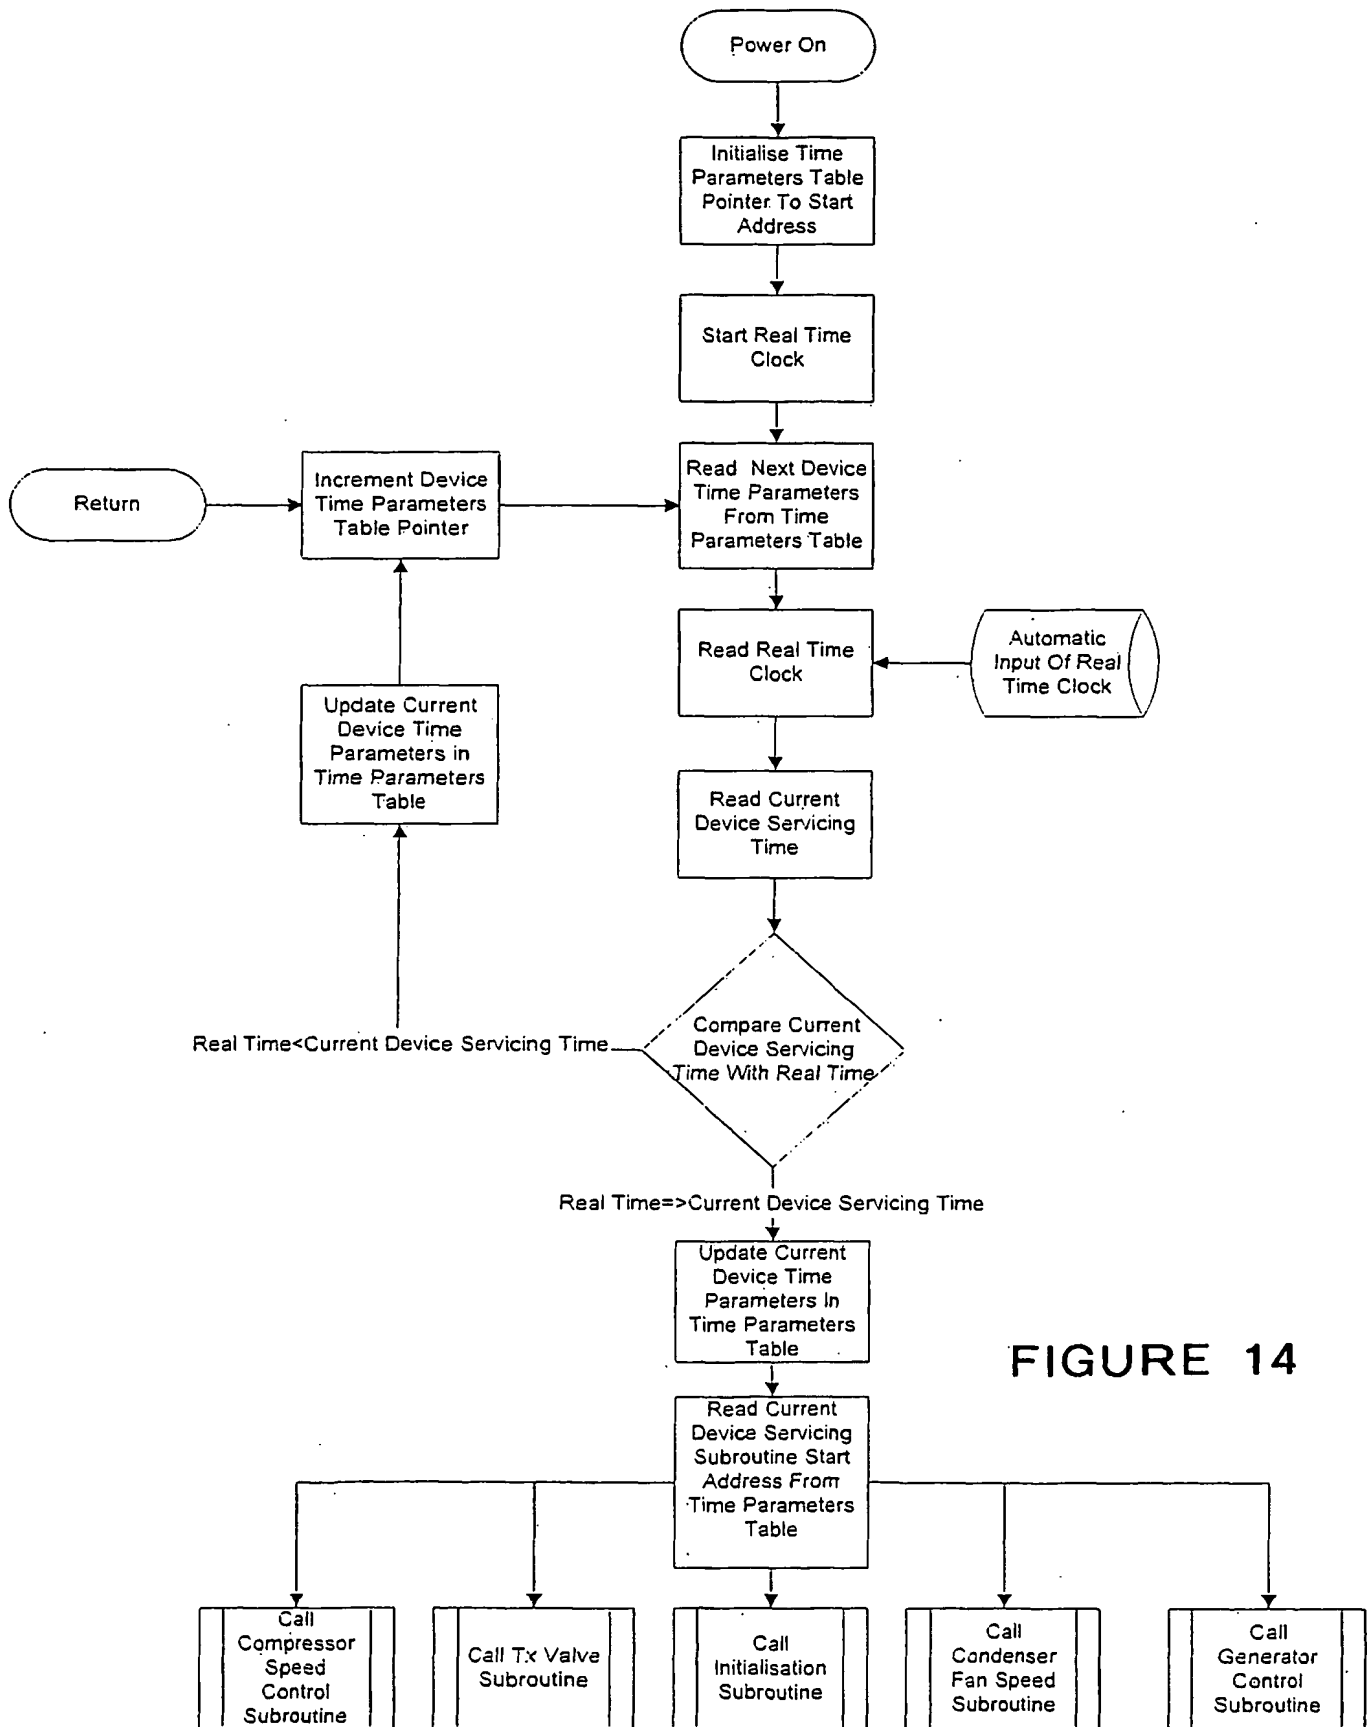 Power On
Initialise Time
Parameters Table
Pointer To Start
Address
Start Real Time
Clock
Return
Increment Device
Time Parameters
Table Pointer
Read Next Device
Time Parameters
From Time
Parameters Table
Read Real Time
Clock
Automatic
Input Of Real
Time Clock
Update Current
Device Time
Parameters in
Time Parameters
Table
Read Current
Device Servicing
Time
Compare Current
Device Servicing
Time With Real Time
Real Time<Current Device Servicing Time
Real Time=>Current Device Servicing Time
Update Current
Device Time
Parameters In
Time Parameters
Table
FIGURE 14
Read Current
Device Servicing
Subroutine Start
Address From
Time Parameters
Table
Call
Compressor
Speed
Control
Subroutine
Call Tx Valve
Subroutine
Call
Initialisation
Subroutine
Call
Condenser
Fan Speed
Subroutine
Call
Generator
Control
Subroutine